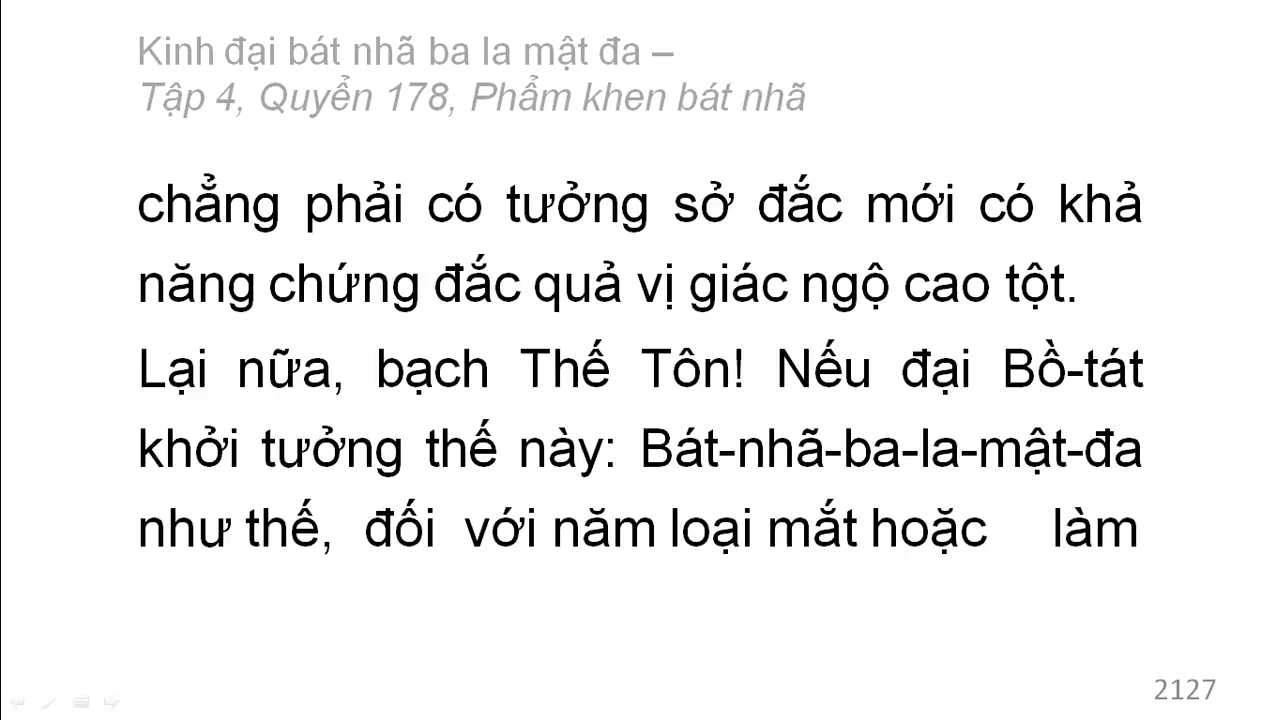 Kinh đại bát nhã ba la mật đa –
Tập 4, Quyển 178, Phẩm khen bát nhã
chẳng phải có tưởng sở đắc mới có khả
năng chứng đắc quả vị giác ngộ cao tột.
Lại nữa, bạch Thế Tôn! Nếu đại Bồ-tát
khởi tưởng thế này: Bát-nhã-ba-la-mật-đa
như thế, đối với năm loại mắt hoặc làm
2127